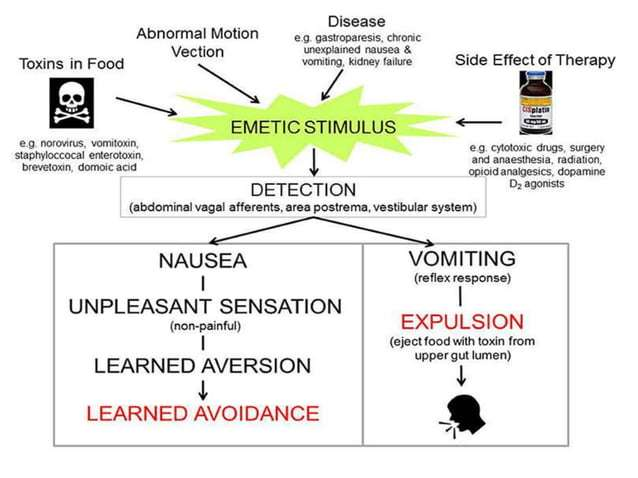 Disease
Abnormal Motion
Vection
e.g. gastroparesis, chronic
unexplained nausea &
vomiting, kidney failure
Toxins in Food
Side Effect of Therapy
CISplatin
EMETIC STIMULUS
e.g. norovirus, vomitoxin,
staphyloccocal enterotoxin,
brevetoxin, domoic acid
e.g. cytotoxic drugs, surgery
and anaesthesia, radiation,
opioid analgesics, dopamine
D₂ agonists
DETECTION
(abdominal vagal afferents, area postrema, vestibular system)
NAUSEA
UNPLEASANT SENSATION
(non-painful)
LEARNED AVERSION
LEARNED AVOIDANCE
VOMITING
(reflex response)
EXPULSION
(eject food with toxin from
upper gut lumen)